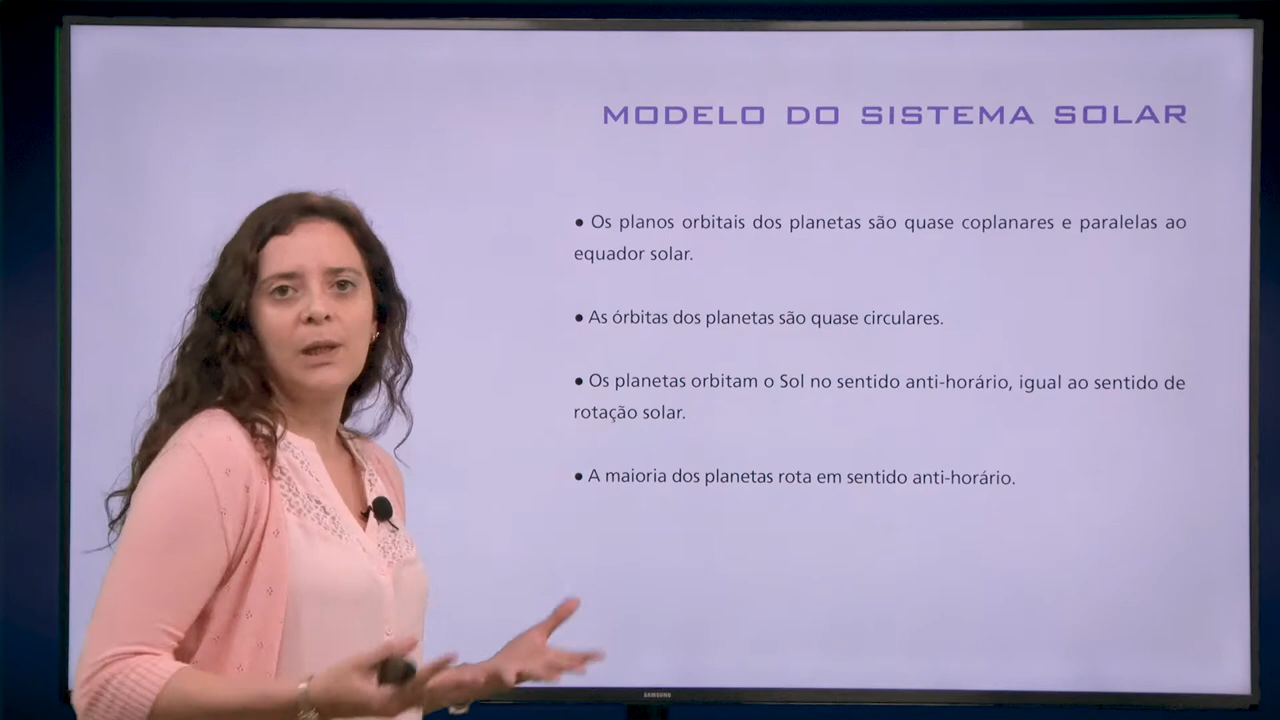 MODELO DO SISTEMA SOLAR
• Os planos orbitais dos planetas são quase coplanares e paralelas ao
equador solar.
• As órbitas dos planetas são quase circulares.
• Os planetas orbitam o Sol no sentido anti-horário, igual ao sentido de
rotação solar.
• A maioria dos planetas rota em sentido anti-horário.
SAMSUNG